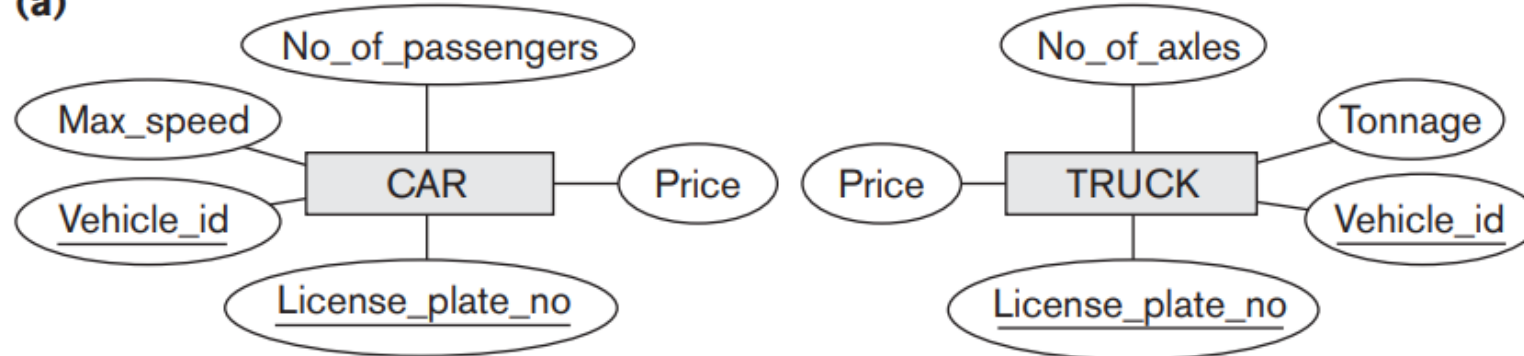 (a)
No_of_passengers
No_of_axles
Max_speed
Tonnage
CAR
Price
Price
TRUCK
Vehicle_id
Vehicle_id
License_plate_no
License_plate_no